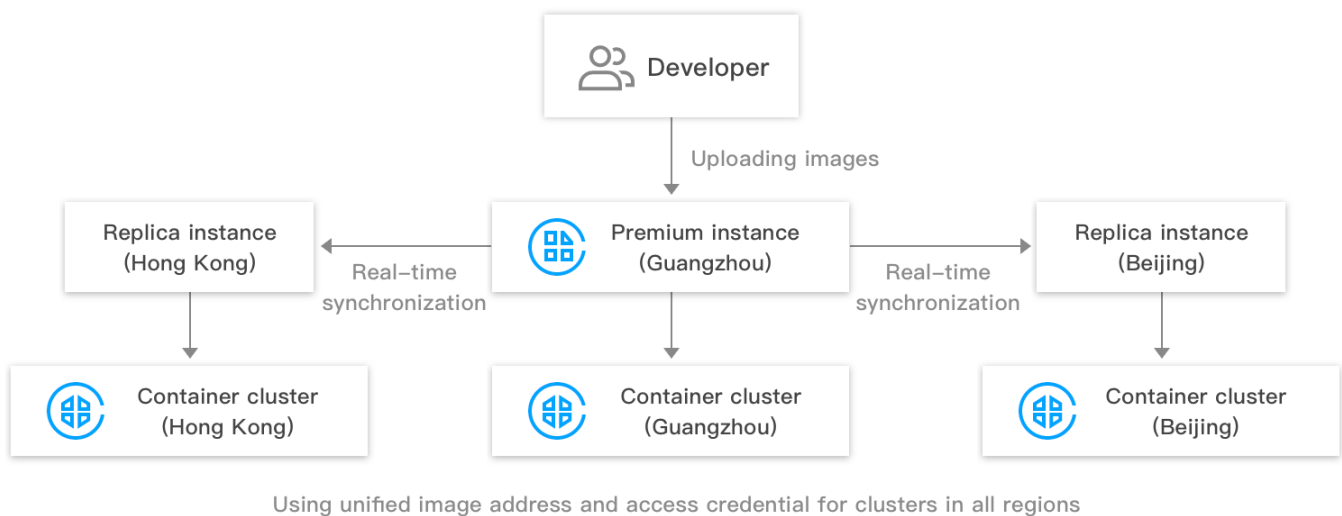 Developer
Uploading images
Replica instance
(Hong Kong)
Real-time
synchronization
Premium instance
(Guangzhou)
Real-time
synchronization
Replica instance
(Beijing)
Container cluster
(Hong Kong)
Container cluster
(Guangzhou)
Container cluster
(Beijing)
Using unified image address and access credential for clusters in all regions